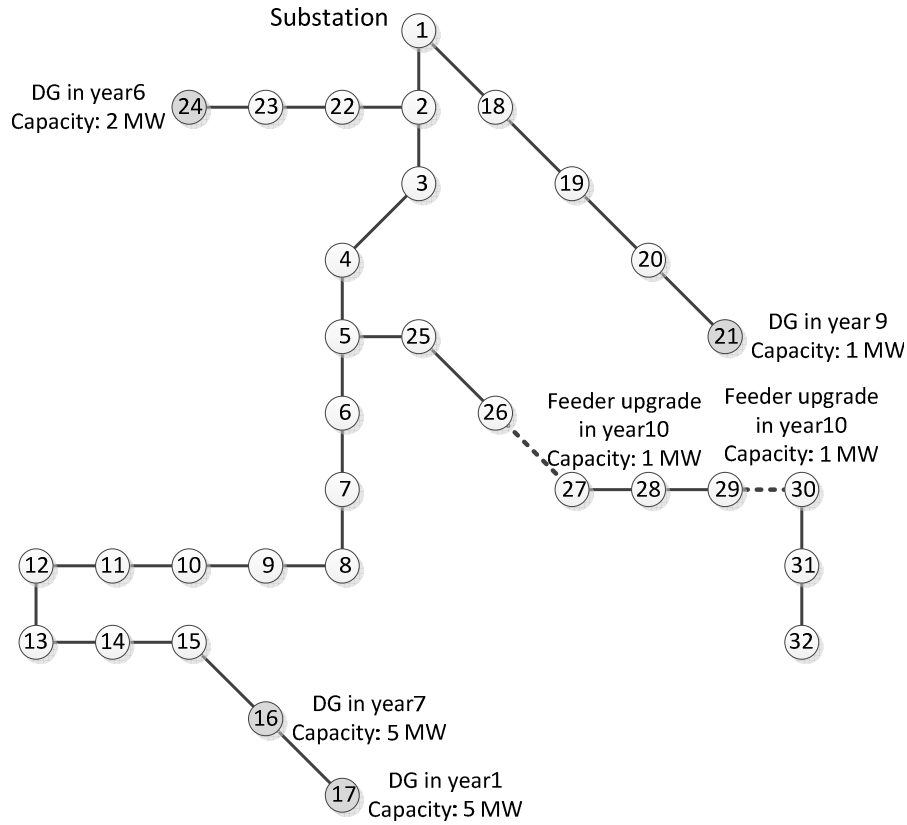 Substation
1
DG in year6
Capacity: 2 MW
24
23
22
2
18
3
19
4
20
5
25
21
DG in year 9
Capacity: 1 MW
6
26
Feeder upgrade
in year10
Capacity: 1 MW
Feeder upgrade
in year10
Capacity: 1 MW
7
27
28
29
30
12
11
10
9
8
31
13
14
15
32
16
DG in year7
Capacity: 5 MW
17
DG in year1
Capacity: 5 MW